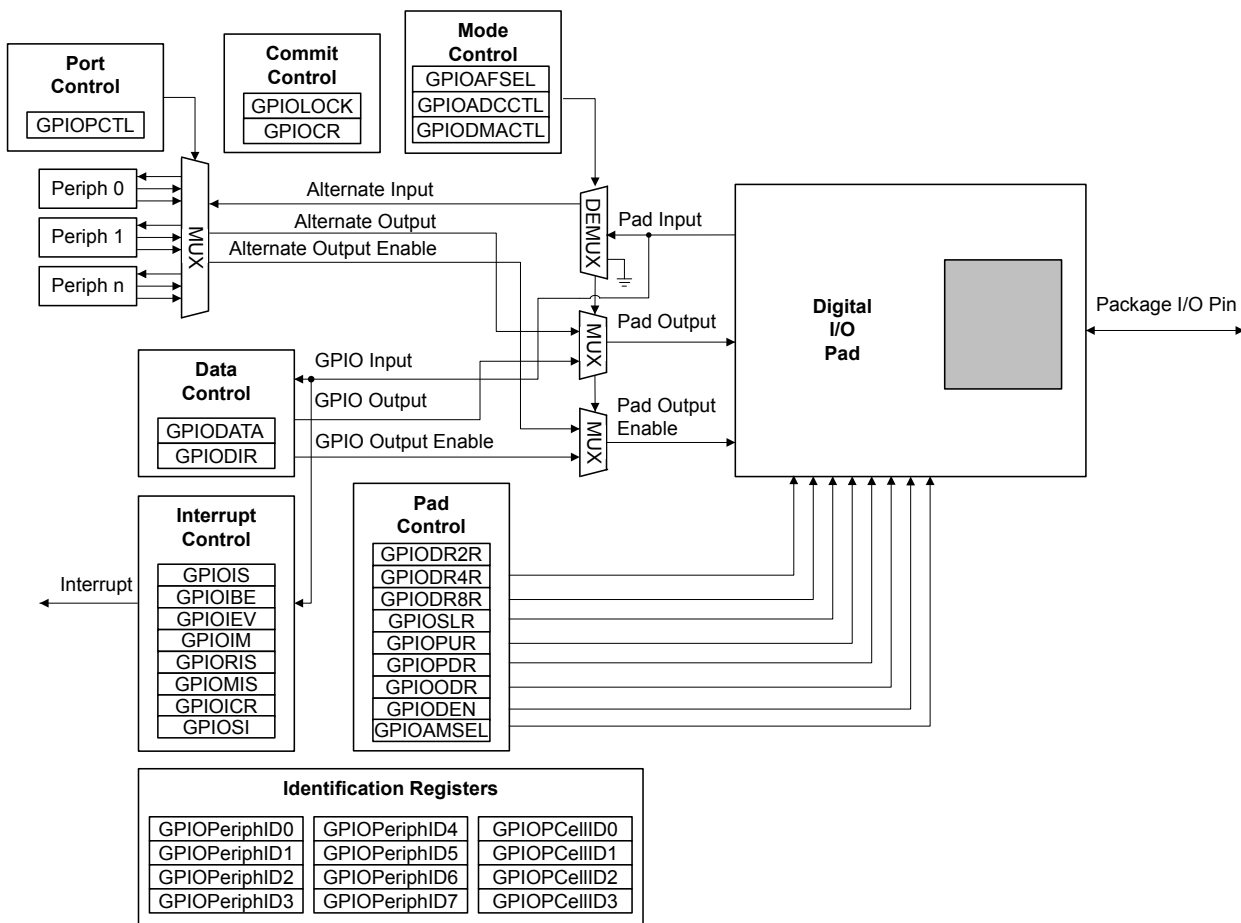 Port
Control
GPIOPCTL
Commit
Control
GPIOLOCK
GPIOCR
Mode
Control
GPIOAFSEL
GPIOADCCTL
GPIODMACTL
Periph 0
Periph 1
Periph n
MUX
Alternate Input
Alternate Output
Alternate Output Enable
DEMUX
Pad Input
MUX
Pad Output
MUX
Pad Output
Enable
Digital
I/O
Pad
Package I/O Pin
Data
Control
GPIODATA
GPIODIR
GPIO Input
GPIO Output
GPIO Output Enable
Interrupt
Interrupt
Control
GPIOIS
GPIOIBE
GPIOIEV
GPIOIM
GPIORIS
GPIOMIS
GPIOICR
GPIOSI
Pad
Control
GPIODR2R
GPIODR4R
GPIODR8R
GPIOSLR
GPIOPUR
GPIOPDR
GPIOODR
GPIODEN
GPIOAMSEL
Identification Registers
GPIOPeriphID0 GPIOPeriphID4 GPIOPCellID0
GPIOPeriphID1 GPIOPeriphID5 GPIOPCellID1
GPIOPeriphID2 GPIOPeriphID6 GPIOPCellID2
GPIOPeriphID3 GPIOPeriphID7 GPIOPCellID3